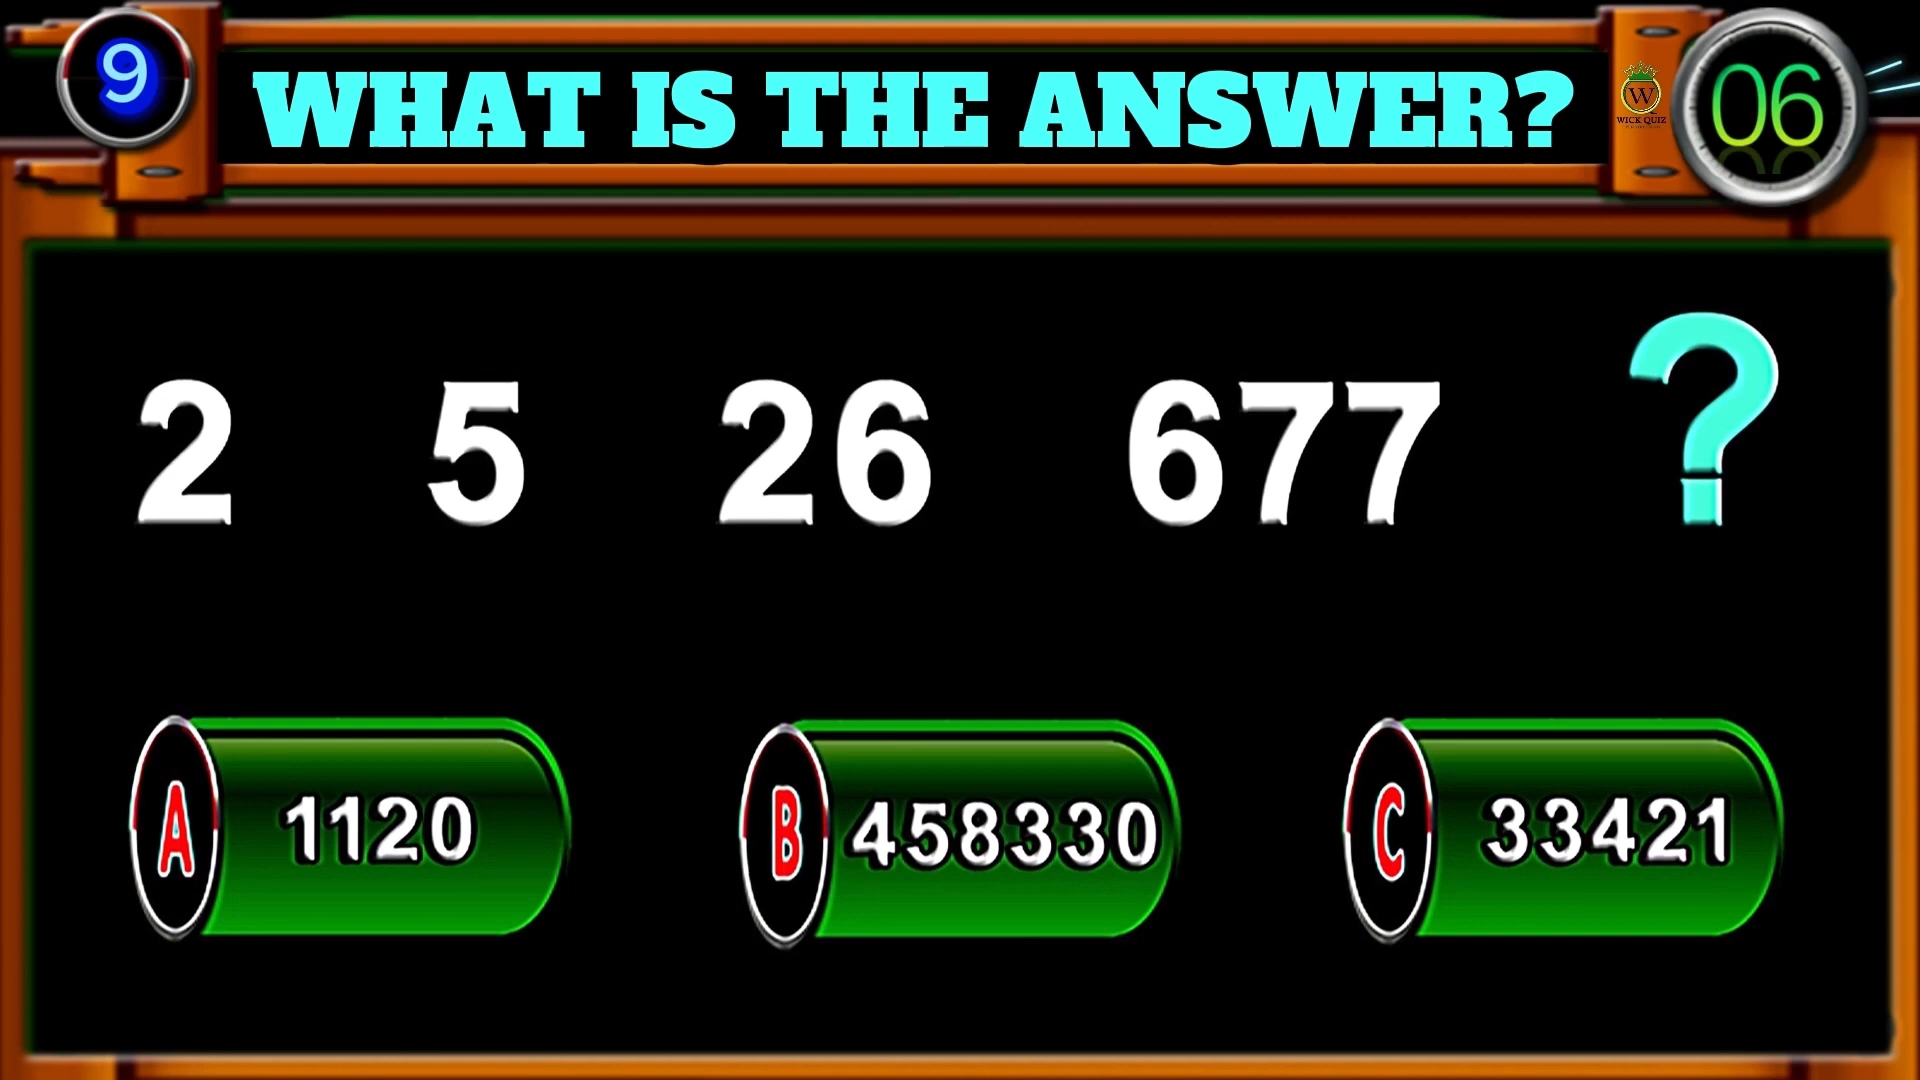 9
WHAT IS THE ANSWER?
W
WICK QUIZ
06
2 5 26 677 ?
A 1120
B 458330
C 33421